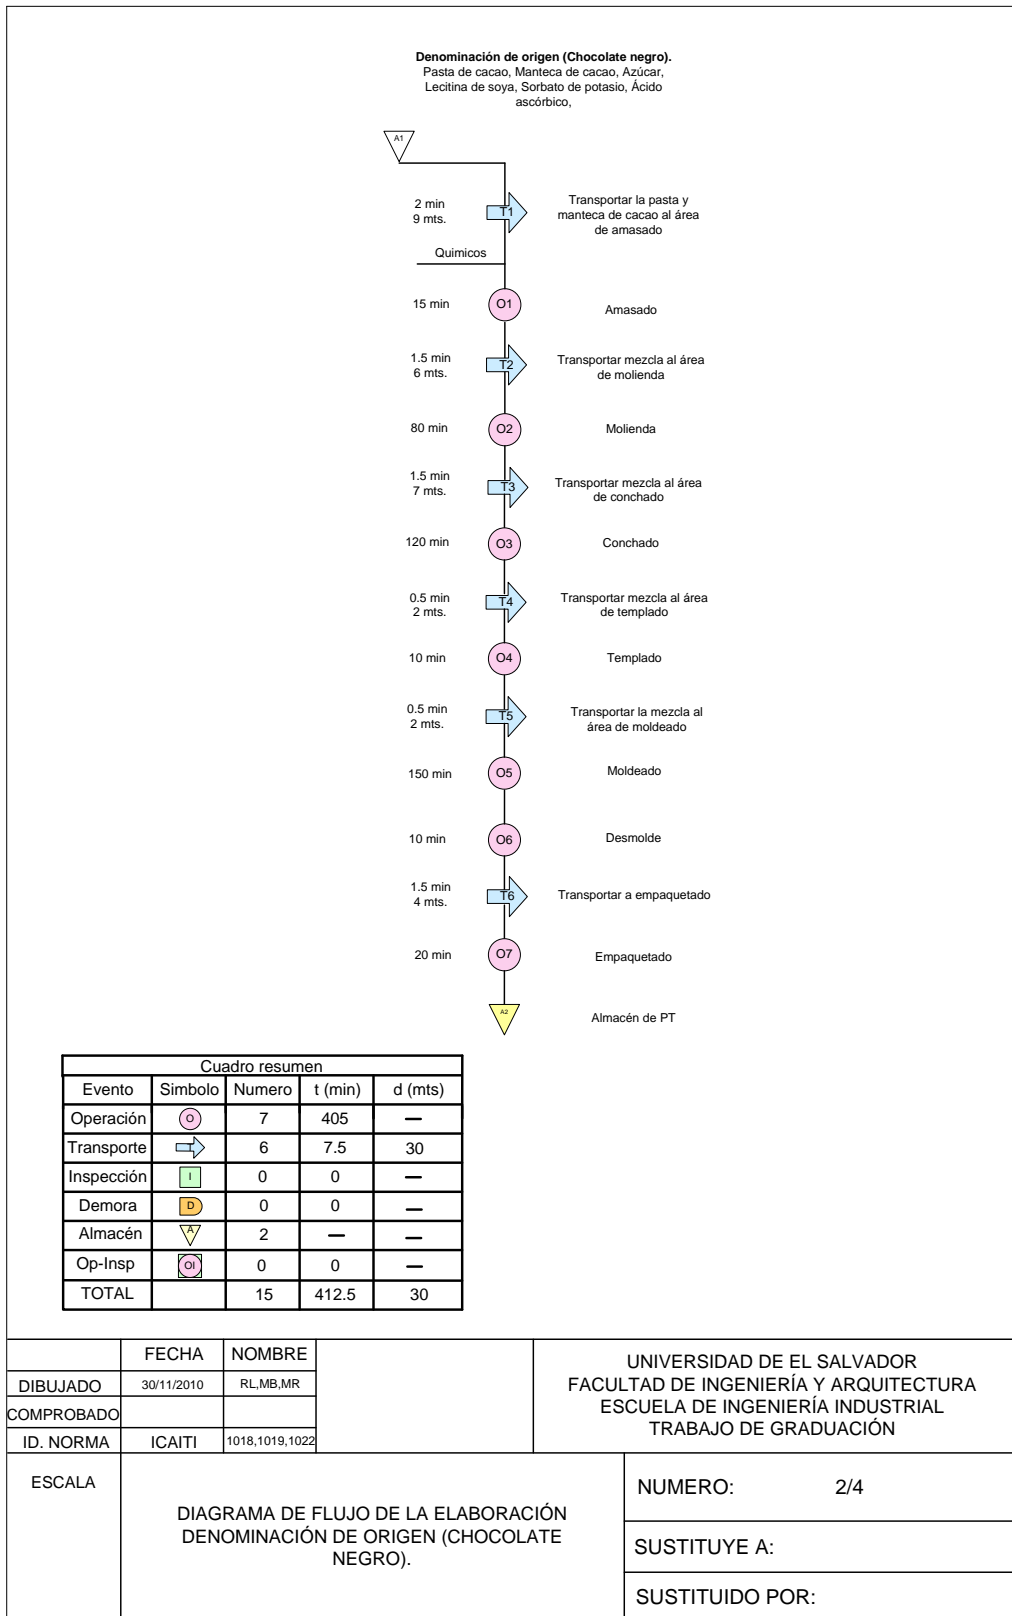 Denominación de origen (Chocolate negro).
Pasta de cacao, Manteca de cacao, Azúcar,
Lecitina de soya, Sorbato de potasio, Ácido
ascórbico,
A1
2 min
9 mts.
T1
Transportar la pasta y
manteca de cacao al área
de amasado
Quimicos
15 min
O1
Amasado
1.5 min
6 mts.
T2
Transportar mezcla al área
de molienda
80 min
O2
Molienda
1.5 min
7 mts.
T3
Transportar mezcla al área
de conchado
120 min
O3
Conchado
0.5 min
2 mts.
T4
Transportar mezcla al área
de templado
10 min
O4
Templado
0.5 min
2 mts.
T5
Transportar la mezcla al
área de moldeado
150 min
O5
Moldeado
10 min
O6
Desmolde
1.5 min
4 mts.
T6
Transportar a empaquetado
20 min
O7
Empaquetado
A2
Almacén de PT
Cuadro resumen
Evento Simbolo Numero t (min) d (mts)
Operación O 7 405 —
Transporte 6 7.5 30
Inspección I 0 0 —
Demora D 0 0 —
Almacén A 2 — —
Op-Insp OI 0 0 —
TOTAL 15 412.5 30
FECHA NOMBRE
DIBUJADO 30/11/2010 RL,MB,MR
COMPROBADO
ID. NORMA ICAITI 1018,1019,1022
UNIVERSIDAD DE EL SALVADOR
FACULTAD DE INGENIERÍA Y ARQUITECTURA
ESCUELA DE INGENIERÍA INDUSTRIAL
TRABAJO DE GRADUACIÓN
ESCALA
DIAGRAMA DE FLUJO DE LA ELABORACIÓN
DENOMINACIÓN DE ORIGEN (CHOCOLATE
NEGRO).
NUMERO: 2/4
SUSTITUYE A:
SUSTITUIDO POR: